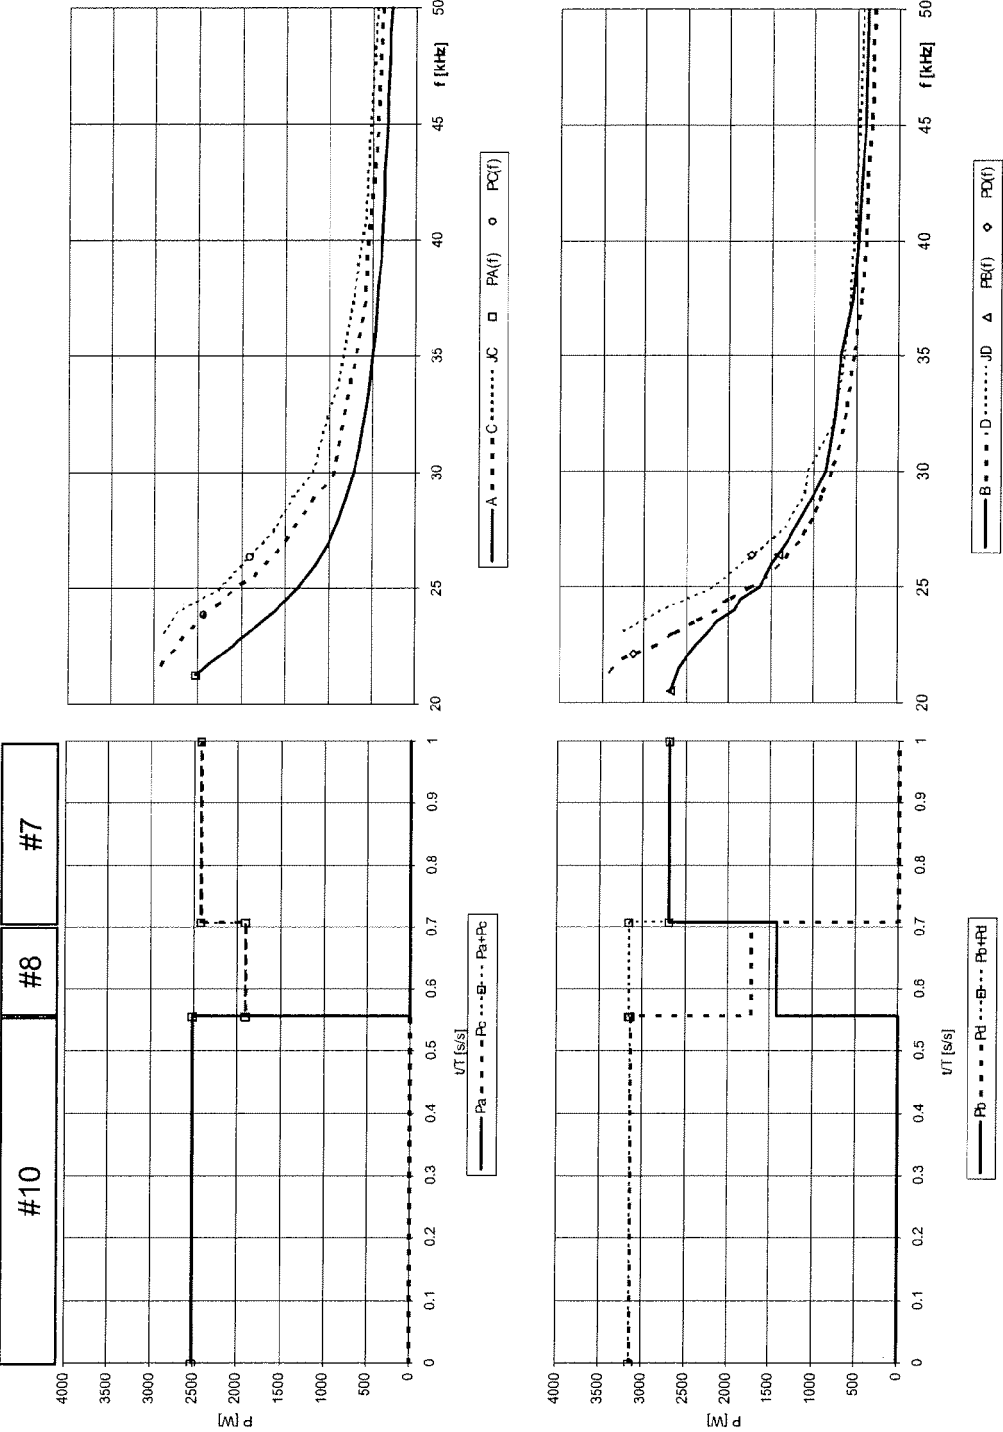 #10
#8
#7
4000
3500
3000
2500
2000
1500
1000
500
0
P [W]
0
0.1
0.2
0.3
0.4
0.5
0.6
0.7
0.8
0.9
1
t/T [s/s]
Pa
Pc
Pa+Pc
20
25
30
35
40
45
50
f [kHz]
A
C
JC
PA(f)
PC(f)
4000
3500
3000
2500
2000
1500
1000
500
0
P [W]
0
0.1
0.2
0.3
0.4
0.5
0.6
0.7
0.8
0.9
1
t/T [s/s]
Pb
Pd
Pb+Pd
20
25
30
35
40
45
50
f [kHz]
B
D
JD
PB(f)
PD(f)